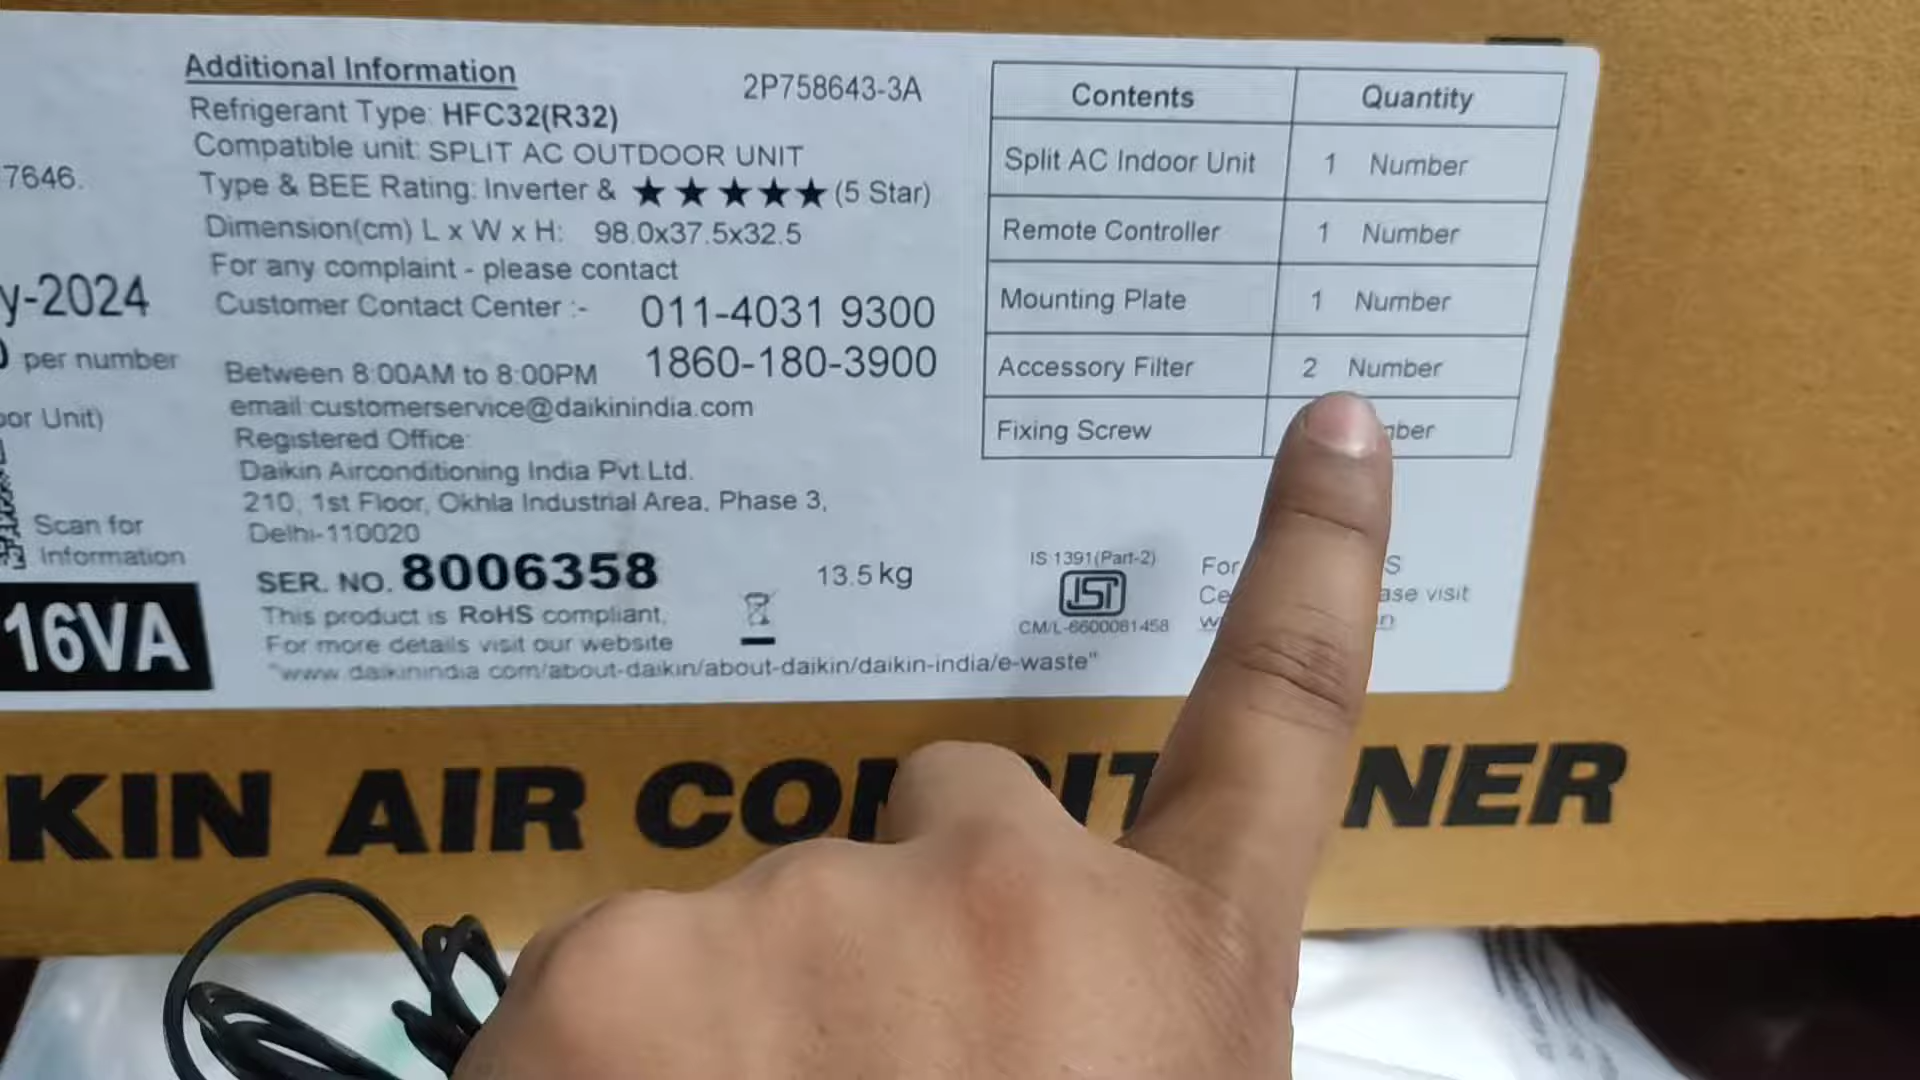 Additional Information
2P758643-3A
Refrigerant Type: HFC32(R32)
Compatible unit: SPLIT AC OUTDOOR UNIT
Type & BEE Rating: Inverter & ★★★★★ (5 Star)
Dimension(cm) L x W x H: 98.0x37.5x32.5
For any complaint - please contact
Customer Contact Center :- 011-4031 9300
1860-180-3900
Between 8:00AM to 8:00PM
email:customerservice@daikinindia.com
Registered Office:
Daikin Airconditioning India Pvt.Ltd.
210, 1st Floor, Okhla Industrial Area, Phase 3,
Delhi-110020
SER. NO. 8006358
13.5 kg
This product is RoHS compliant,
For more details visit our website
"www.daikinindia.com/about-daikin/about-daikin/daikin-india/e-waste"
7646.
y-2024
per number
or Unit)
Scan for
Information
16VA
Contents Quantity
Split AC Indoor Unit 1 Number
Remote Controller 1 Number
Mounting Plate 1 Number
Accessory Filter 2 Number
Fixing Screw
IS 1391(Part-2)
ISI
CM/L-6600081458
For
ase visit
KIN AIR CONDITIONER